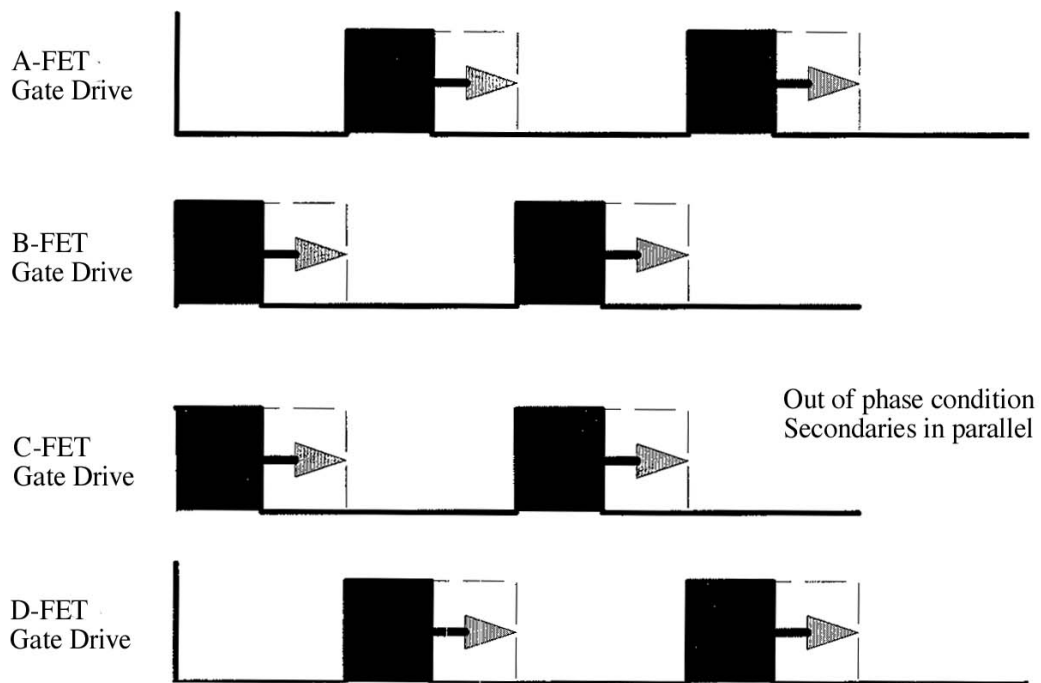 A-FET
Gate Drive
B-FET
Gate Drive
C-FET
Gate Drive
Out of phase condition
Secondaries in parallel
D-FET
Gate Drive